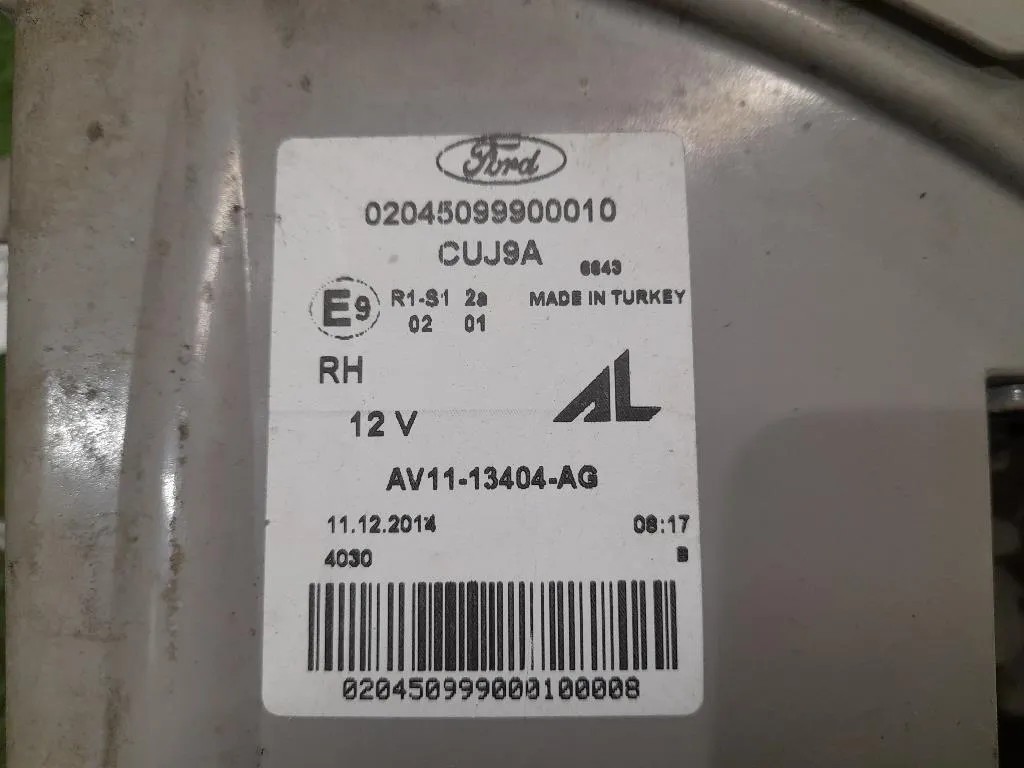 Ford
02045099900010
CUJ9A
6643
E9 R1-S1 2a MADE IN TURKEY
02 01
RH
AL
12 V
AV11-13404-AG
11.12.2014 08:17
4030 B
020450999000100008